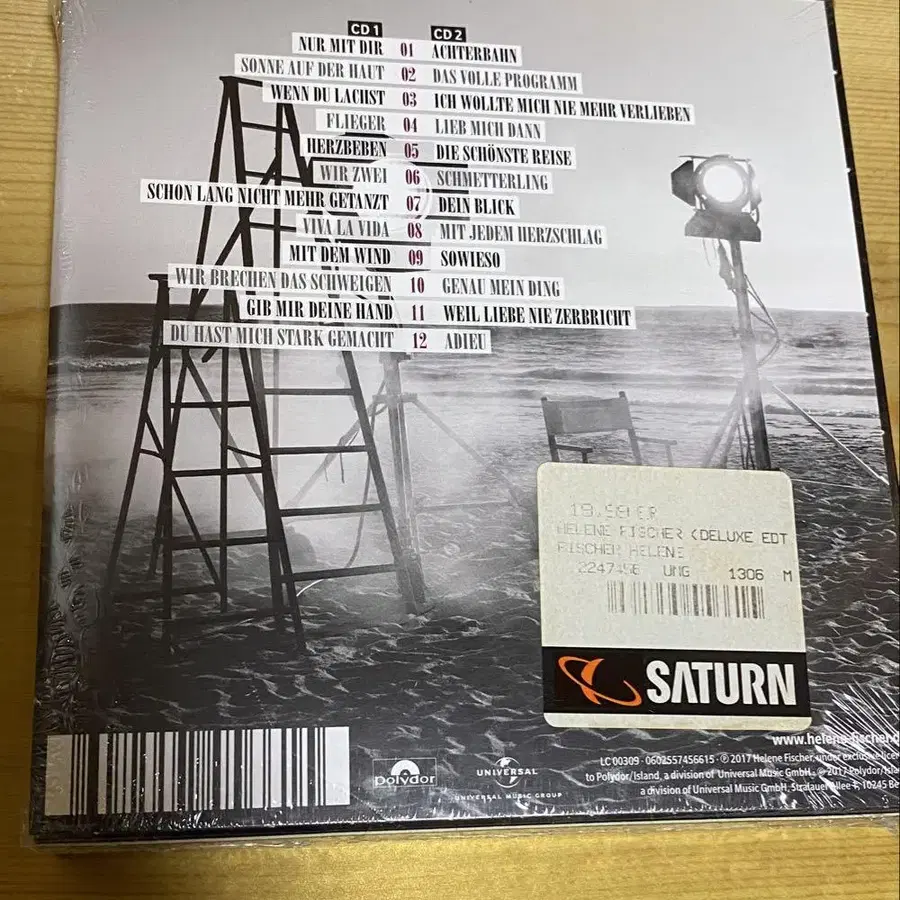 CD 1 CD 2
NUR MIT DIR 01 ACHTERBAHN
SONNE AUF DER HAUT 02 DAS VOLLE PROGRAMM
WENN DU LACHST 03 ICH WOLLTE MICH NIE MEHR VERLIEBEN
FLIEGER 04 LIEB MICH DANN
HERZBEBEN 05 DIE SCHÖNSTE REISE
WIR ZWEI 06 SCHMETTERLING
SCHON LANG NICHT MEHR GETANZT 07 DEIN BLICK
VIVA LA VIDA 08 MIT JEDEM HERZSCHLAG
MIT DEM WIND 09 SOWIESO
WIR BRECHEN DAS SCHWEIGEN 10 GENAU MEIN DING
GIB MIR DEINE HAND 11 WEIL LIEBE NIE ZERBRICHT
DU HAST MICH STARK GEMACHT 12 ADIEU
HELENE FISCHER (DELUXE EDT
FISCHER HELENE
UNG 1306 M
SATURN
www.helene-fischer.d
polydor
UNIVERSAL
UNIVERSAL MUSIC GROUP
LC 00309 · 0602557456615 · ℗ 2017 Helene Fischer, under exclusive
to Polydor/Island, a division of Universal Music GmbH, © 2017 Polydor/
a division of Universal Music GmbH, Stralauer Allee 1, 10245 Be